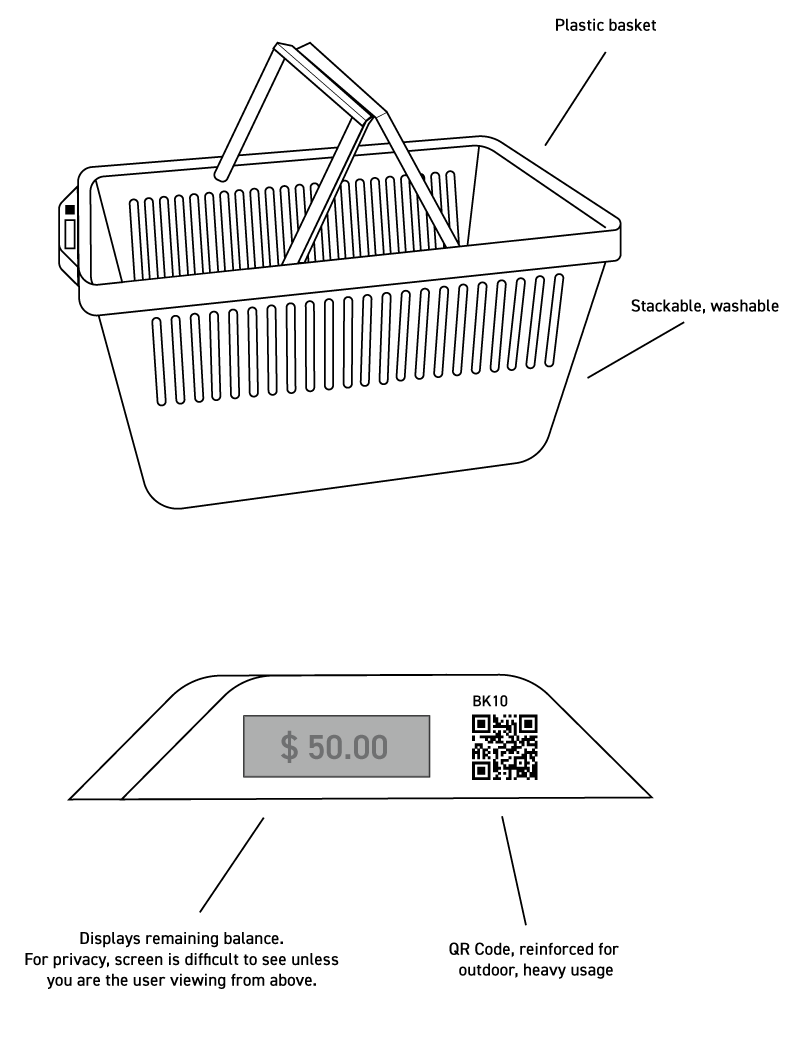 Plastic basket
Stackable, washable
BK10
$ 50.00
Displays remaining balance.
For privacy, screen is difficult to see unless
you are the user viewing from above.
QR Code, reinforced for
outdoor, heavy usage